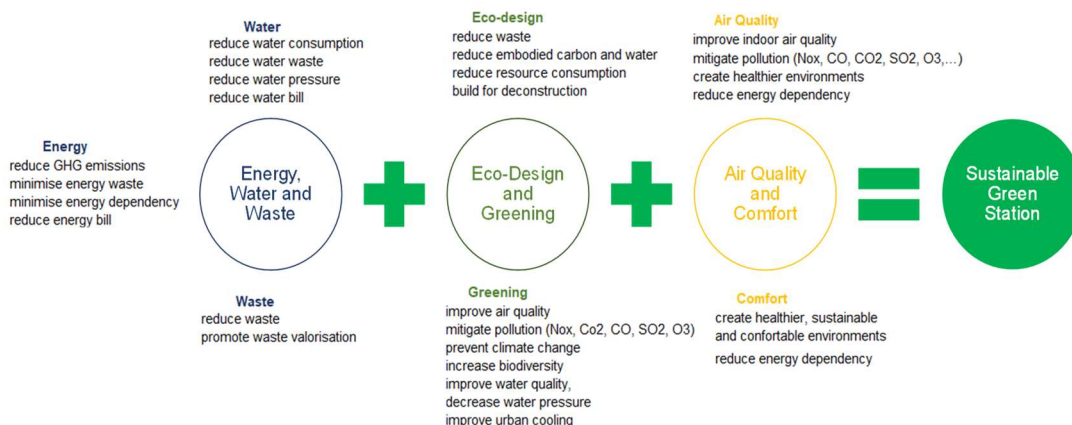 Water
reduce water consumption
reduce water waste
reduce water pressure
reduce water bill
Energy
reduce GHG emissions
minimise energy waste
minimise energy dependency
reduce energy bill
Energy,
Water and
Waste
Waste
reduce waste
promote waste valorisation
Eco-design
reduce waste
reduce embodied carbon and water
reduce resource consumption
build for deconstruction
Eco-Design
and
Greening
Greening
improve air quality
mitigate pollution (Nox, Co2, CO, SO2, O3)
prevent climate change
increase biodiversity
improve water quality,
decrease water pressure
improve urban cooling
Air Quality
improve indoor air quality
mitigate pollution (Nox, CO, CO2, SO2, O3,...)
create healthier environments
reduce energy dependency
Air Quality
and
Comfort
Comfort
create healthier, sustainable
and confortable environments
reduce energy dependency
Sustainable
Green
Station